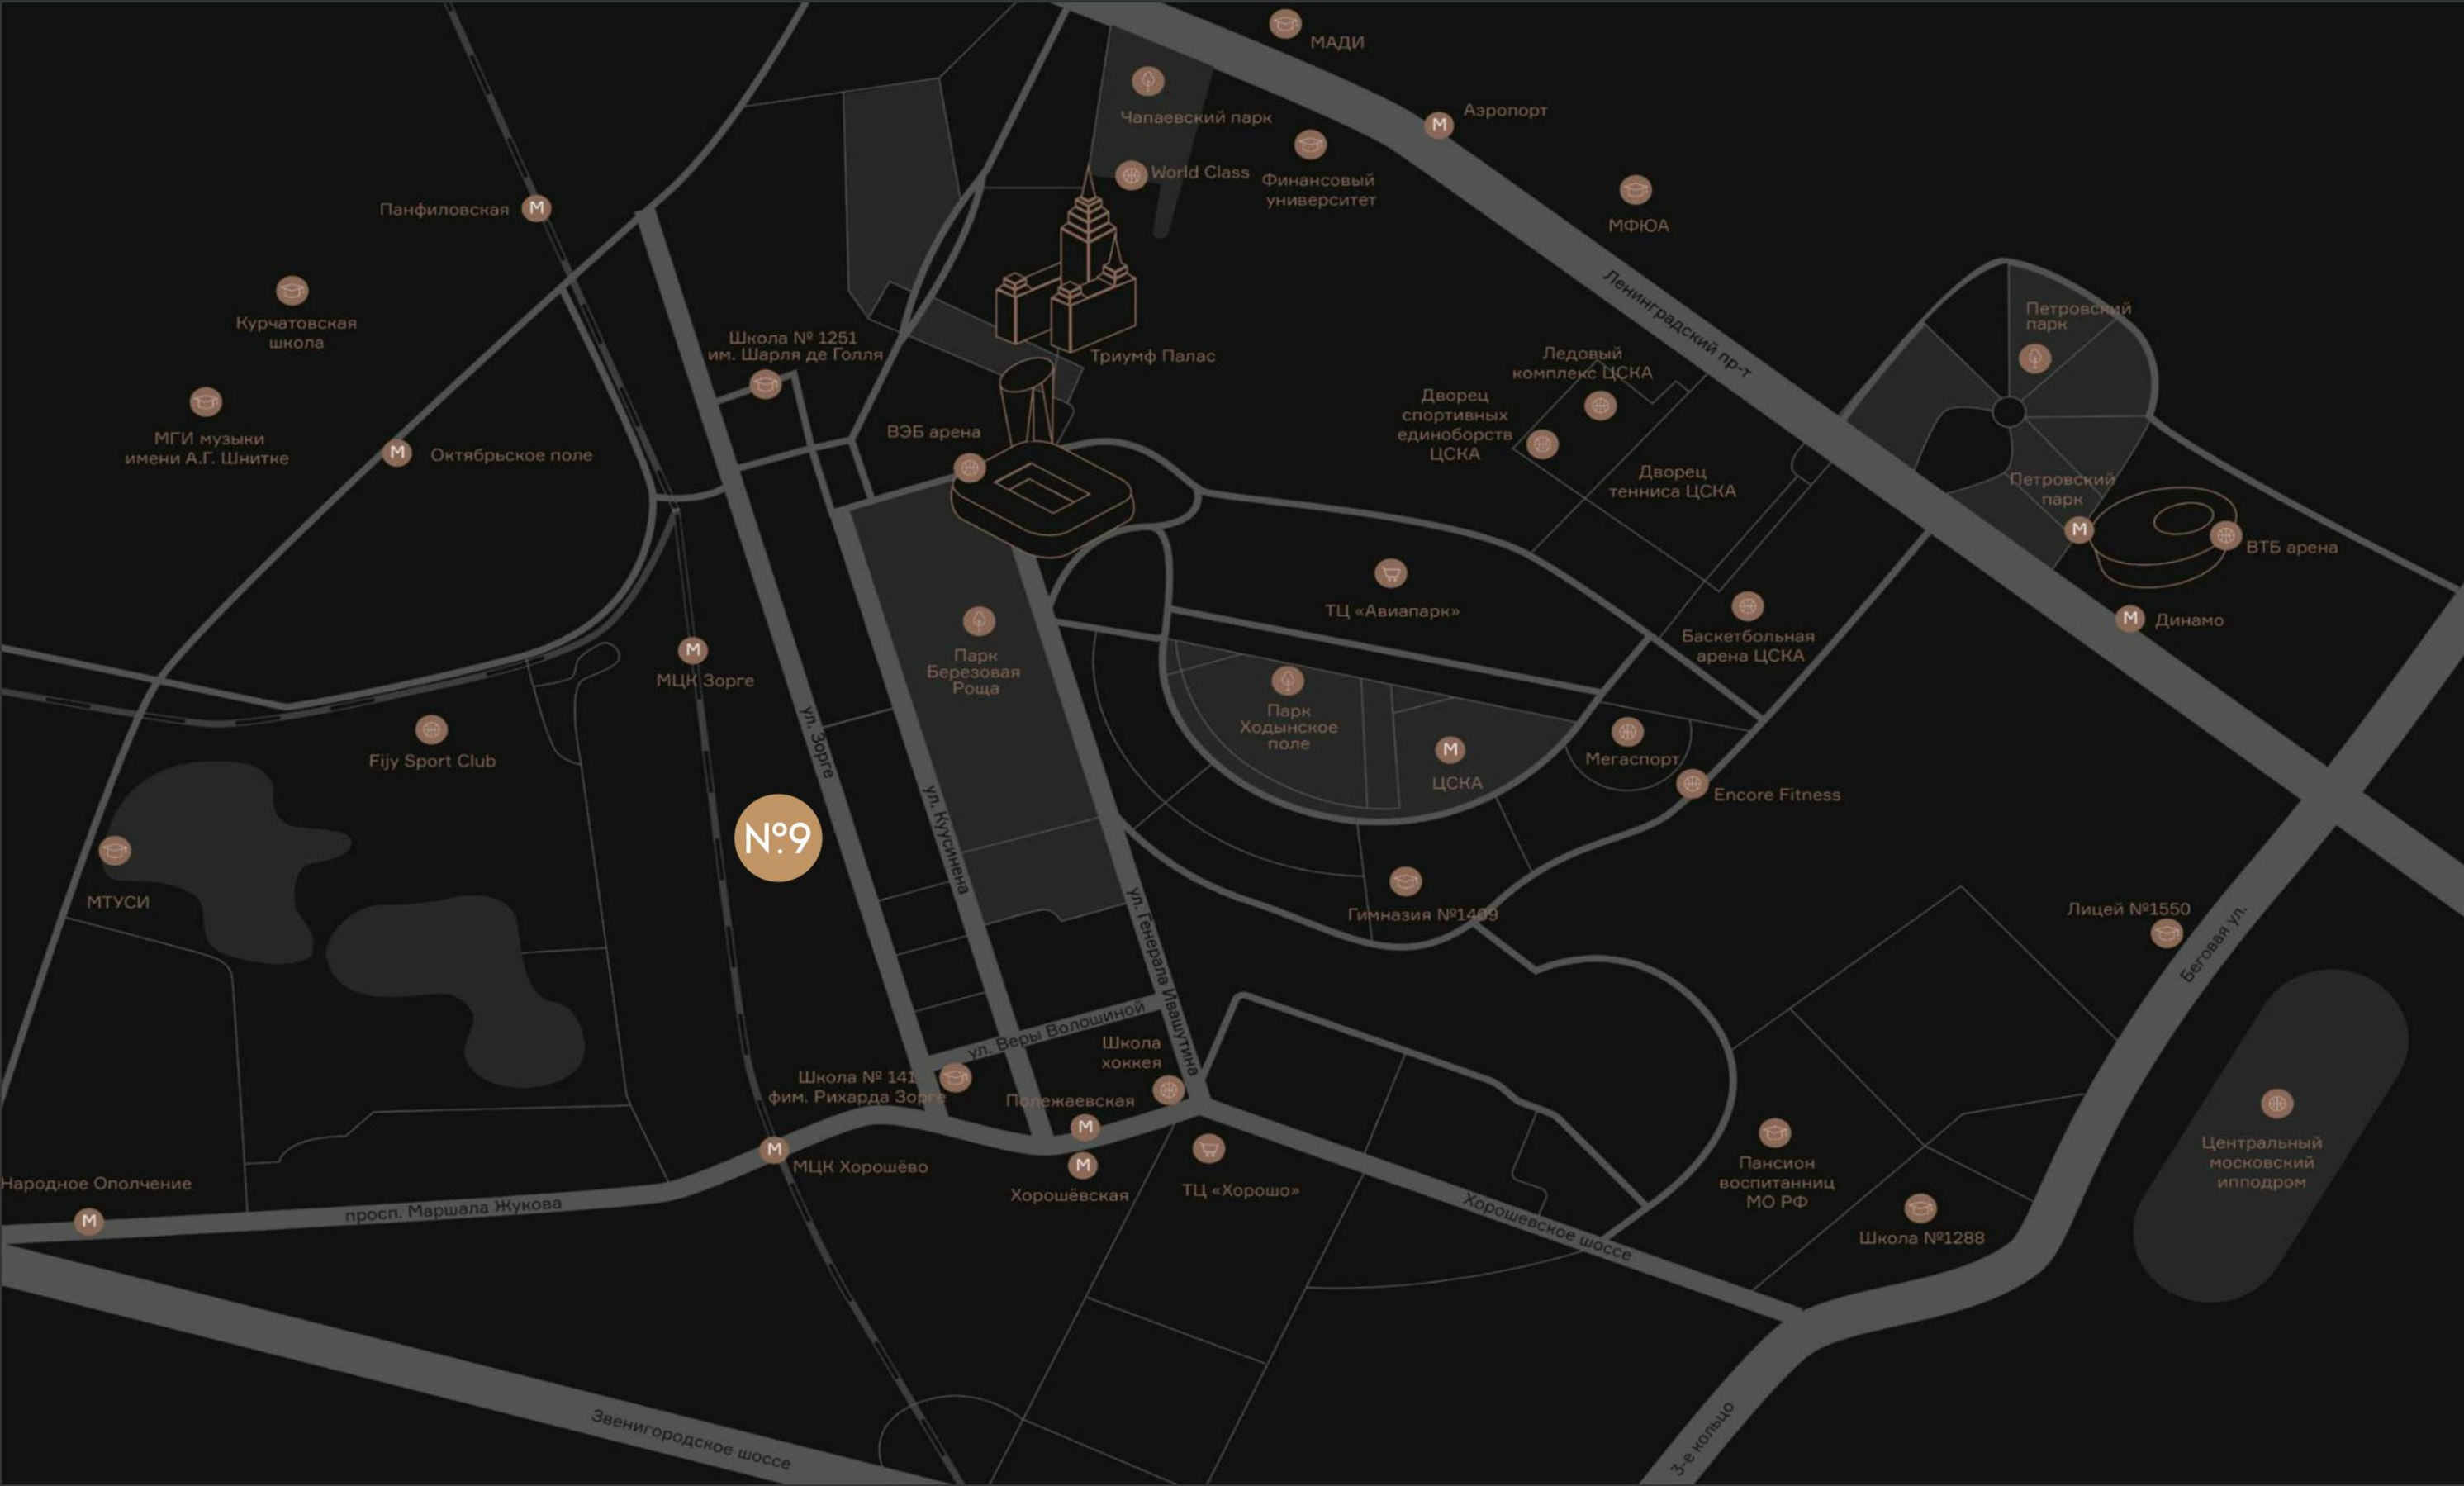 МАДИ
Чапаевский парк
Аэропорт
World Class
Финансовый
университет
МФЮА
Панфиловская
M
Курчатовская
школа
МГИ музыки
имени А.Г. Шнитке
Октябрьское поле
M
Школа № 1251
им. Шарля де Голля
Триумф Палас
ВЭБ арена
Ленинградский пр-т
M
Ледовый
комплекс ЦСКА
Дворец
спортивных
единоборств
ЦСКА
Дворец
тенниса ЦСКА
Петровский
парк
Петровский
парк
M
ВТБ арена
M
Динамо
ТЦ «Авиапарк»
Баскетбольная
арена ЦСКА
M
МЦК Зорге
Парк
Березовая
Роща
Парк
Ходынское
поле
M
ЦСКА
Мегаспорт
Encore Fitness
Fijy Sport Club
ул. Зорге
ул. Куусинена
№9
МТУСИ
Гимназия №1409
ул. Генерала Ивашутина
Лицей №1550
Беговая ул.
ул. Веры Волошиной
Школа
хоккея
Школа № 141
фим. Рихарда Зорге
Полежаевская
M
M
Хорошёвская
M
МЦК Хорошёво
ТЦ «Хорошо»
Пансион
воспитанниц
МО РФ
Школа №1288
Центральный
московский
ипподром
Народное Ополчение
M
просп. Маршала Жукова
Хорошевское шоссе
Звенигородское шоссе
3-е кольцо